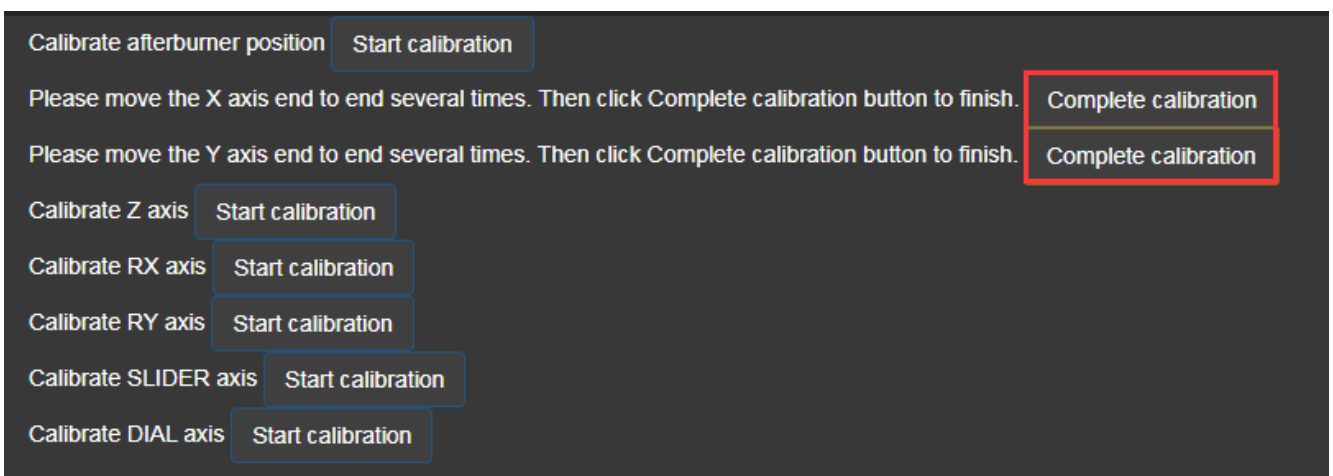 Calibrate afterburner position Start calibration
Please move the X axis end to end several times. Then click Complete calibration button to finish. Complete calibration
Please move the Y axis end to end several times. Then click Complete calibration button to finish. Complete calibration
Calibrate Z axis Start calibration
Calibrate RX axis Start calibration
Calibrate RY axis Start calibration
Calibrate SLIDER axis Start calibration
Calibrate DIAL axis Start calibration